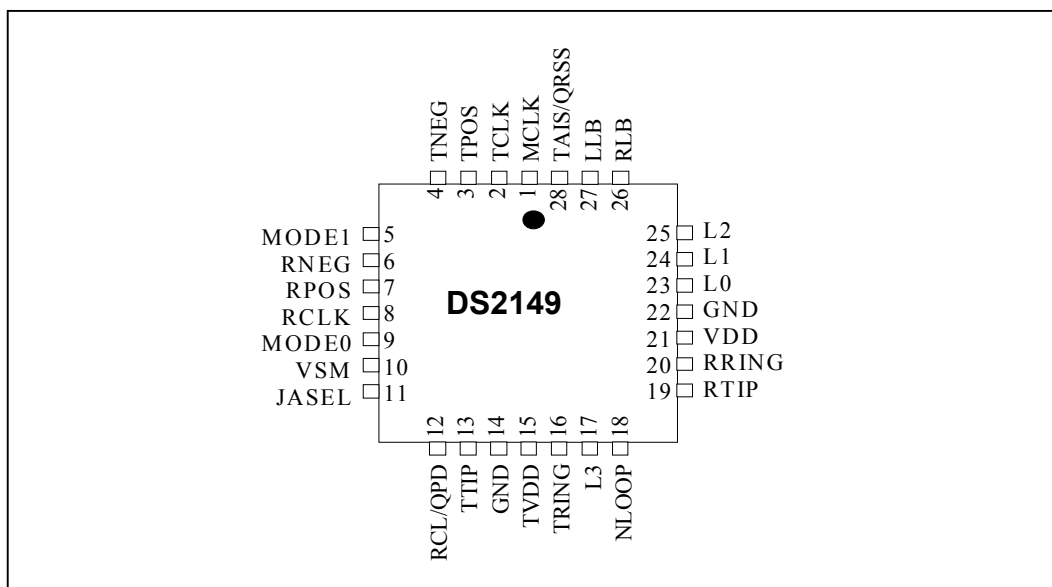 TNEG
TPOS
TCLK
MCLK
TAIS/QRSS
LLB
RLB
4
3
2
1
28
27
26
MODE1 5
RNEG 6
RPOS 7
RCLK 8
MODE0 9
VSM 10
JASEL 11
DS2149
25 L2
24 L1
23 L0
22 GND
21 VDD
20 RRING
19 RTIP
12
13
14
15
16
17
18
RCL/QPD
TTIP
GND
TVDD
TRING
L3
NLOOP